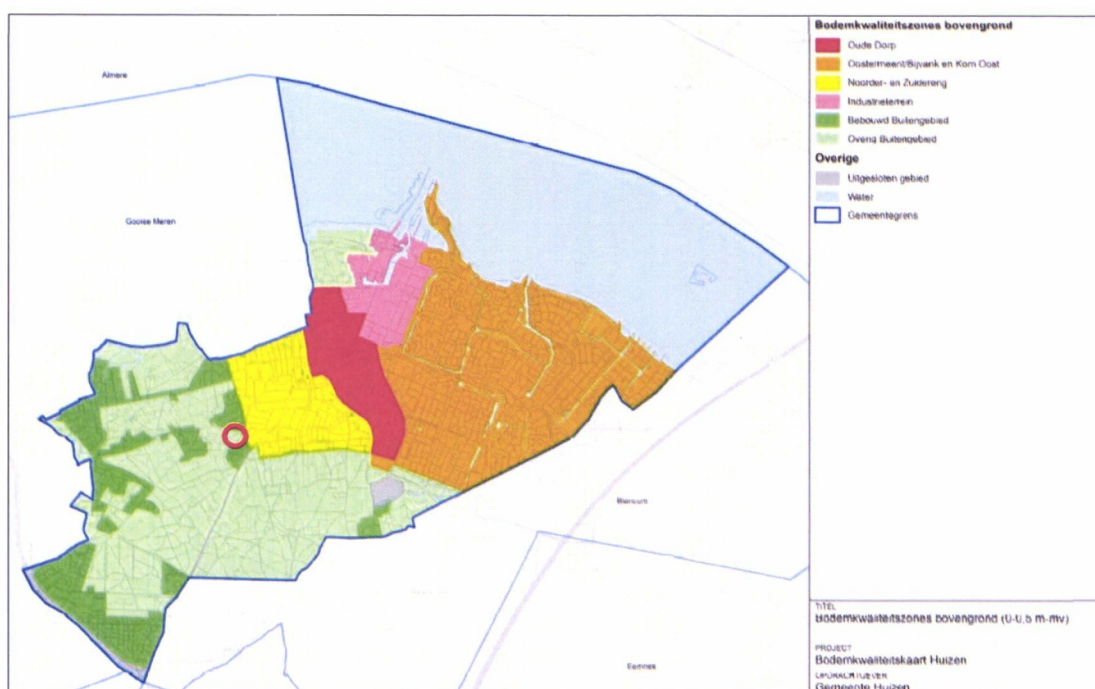 Bodemkwaliteitszones bovengrond
Oude Dorp
Oostermeent/Bijvank en Kom Oost
Noorder- en Zuidereng
Industrieterrein
Bebouwd Buitengebied
Overig Buitengebied
Overige
Uitgesloten gebied
Water
Gemeentegrens
Almere
Gooise Meren
Blaricum
Eemnes
TITEL
Bodemkwaliteitszones bovengrond (0-0,5 m-mv)
PROJECT
Bodemkwaliteitskaart Huizen
OPDRACHTGEVER
Gemeente Huizen